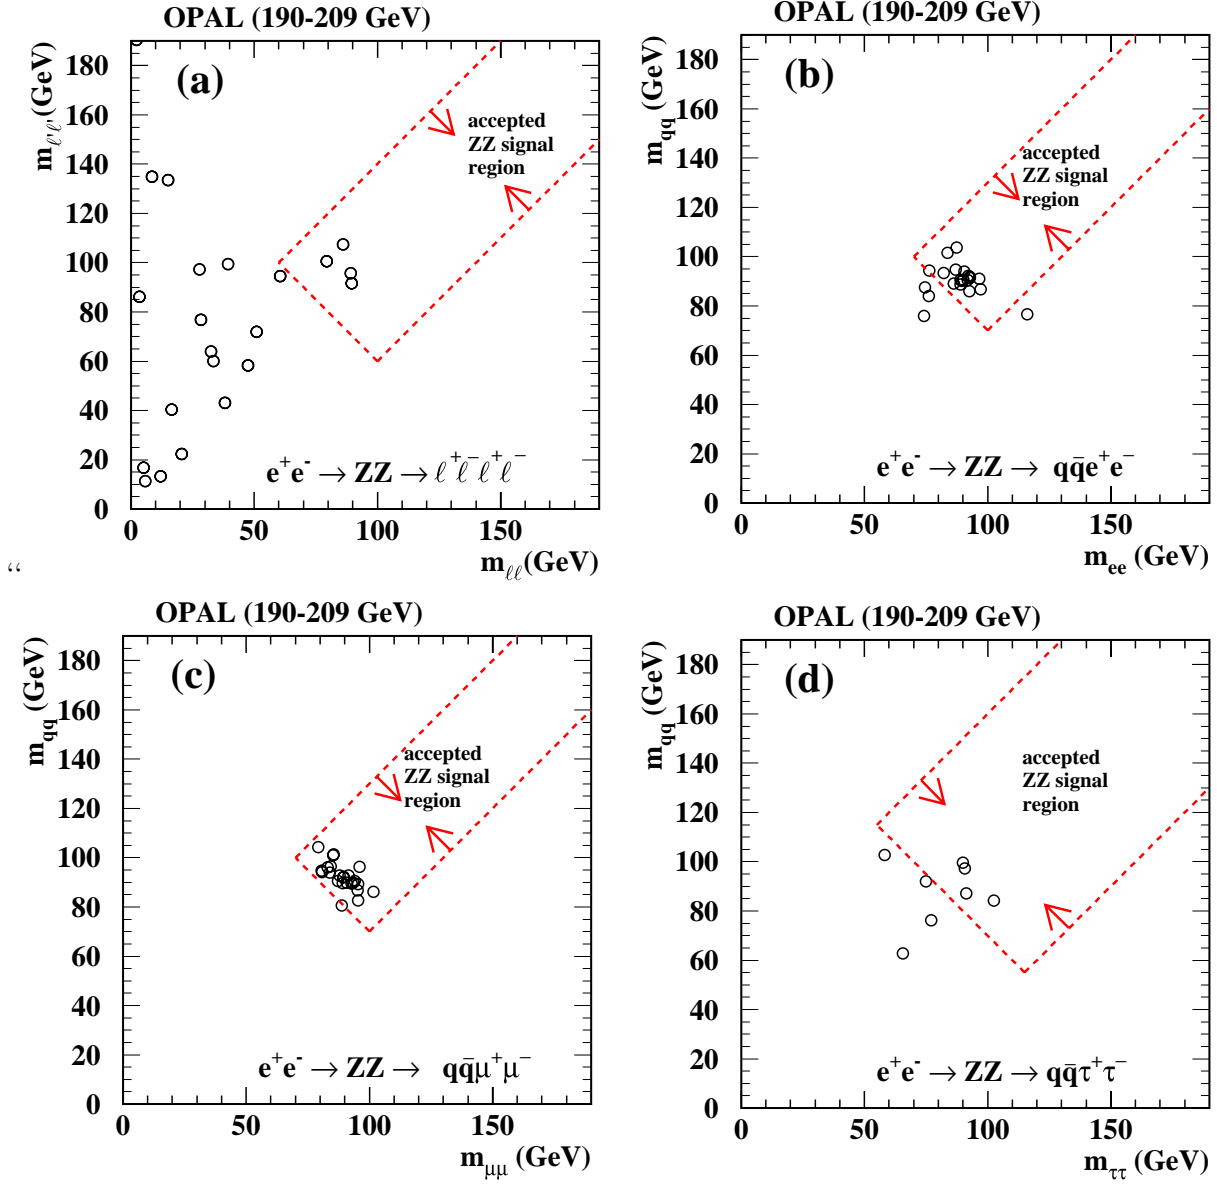 OPAL (190-209 GeV)
(a)
m_ℓ'ℓ' (GeV)
180
160
140
120
100
80
60
40
20
0
accepted
ZZ signal
region
e⁺e⁻ → ZZ → ℓ⁺ℓ⁻ℓ⁺ℓ⁻
0 50 100 150
m_ℓℓ (GeV)
OPAL (190-209 GeV)
(b)
m_qq (GeV)
180
160
140
120
100
80
60
40
20
0
accepted
ZZ signal
region
e⁺e⁻ → ZZ → qq̄e⁺e⁻
0 50 100 150
m_ee (GeV)
“
OPAL (190-209 GeV)
(c)
m_qq (GeV)
180
160
140
120
100
80
60
40
20
0
accepted
ZZ signal
region
e⁺e⁻ → ZZ → qq̄μ⁺μ⁻
0 50 100 150
m_μμ (GeV)
OPAL (190-209 GeV)
(d)
m_qq (GeV)
180
160
140
120
100
80
60
40
20
0
accepted
ZZ signal
region
e⁺e⁻ → ZZ → qq̄τ⁺τ⁻
0 50 100 150
m_ττ (GeV)